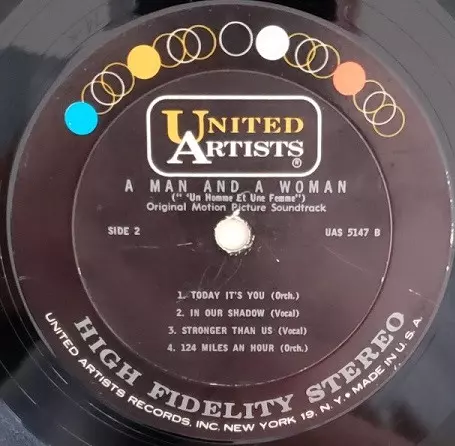 UNITED
ARTISTS
®
A MAN AND A WOMAN
(" 'Un Homme Et Une Femme")
Original Motion Picture Soundtrack
SIDE 2
UAS 5147 B
1. TODAY IT'S YOU (Orch.)
2. IN OUR SHADOW (Vocal)
3. STRONGER THAN US (Vocal)
4. 124 MILES AN HOUR (Orch.)
HIGH FIDELITY STEREO
UNITED ARTISTS RECORDS, INC. NEW YORK 19, N.Y. • MADE IN U.S.A.